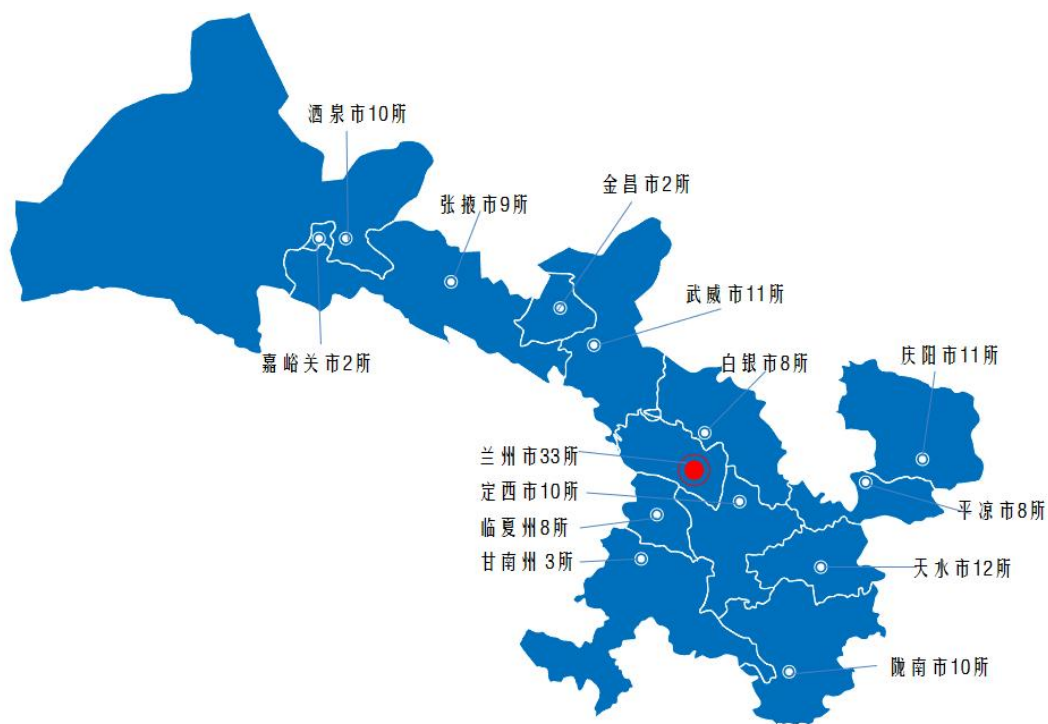 洒泉市10所
金昌市2所
张掖市9所
武威市11所
嘉峪关市2所
白银市8所
庆阳市11所
兰州市33所
定西市10所
平凉市8所
临夏州8所
甘南州 3所
天水市12所
陇南市10所